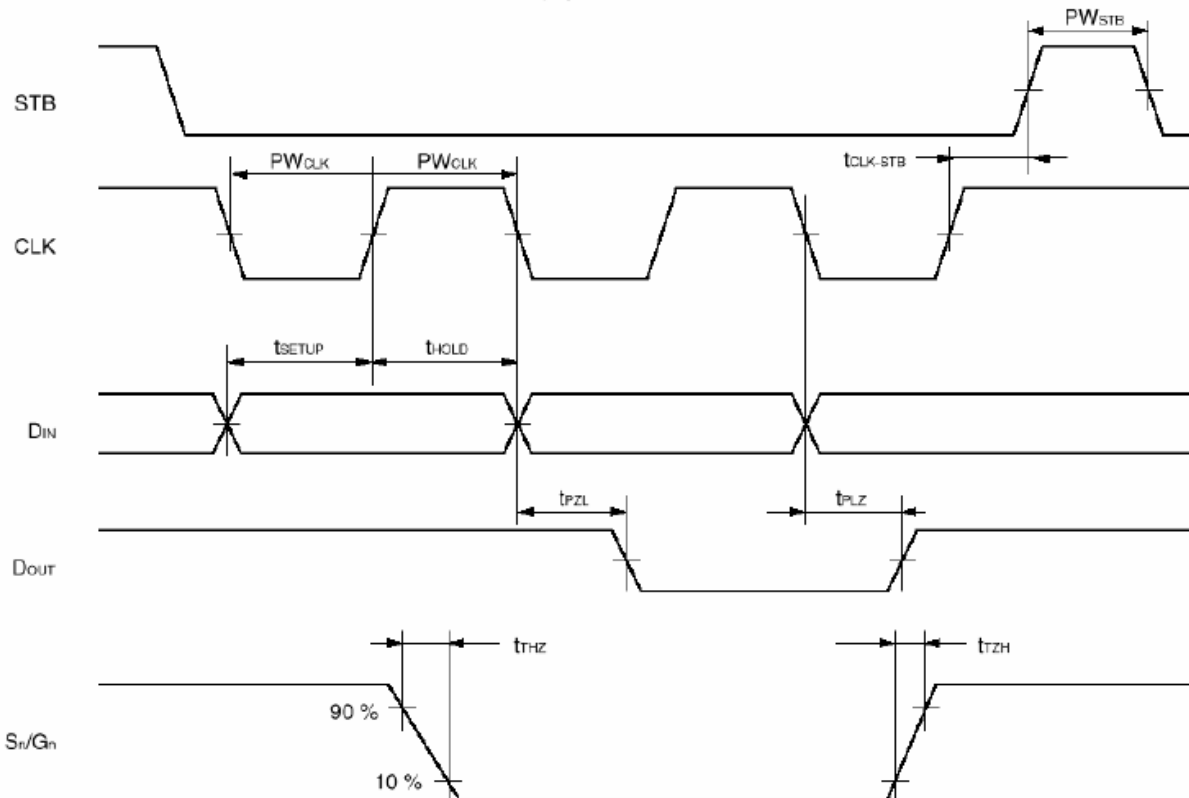 PWSTB
STB
tCLK-STB
PWCLK PWCLK
CLK
tSETUP tHOLD
DIN
tPZL tPLZ
DOUT
tTHZ tTZH
90 %
Sn/Gn
10 %